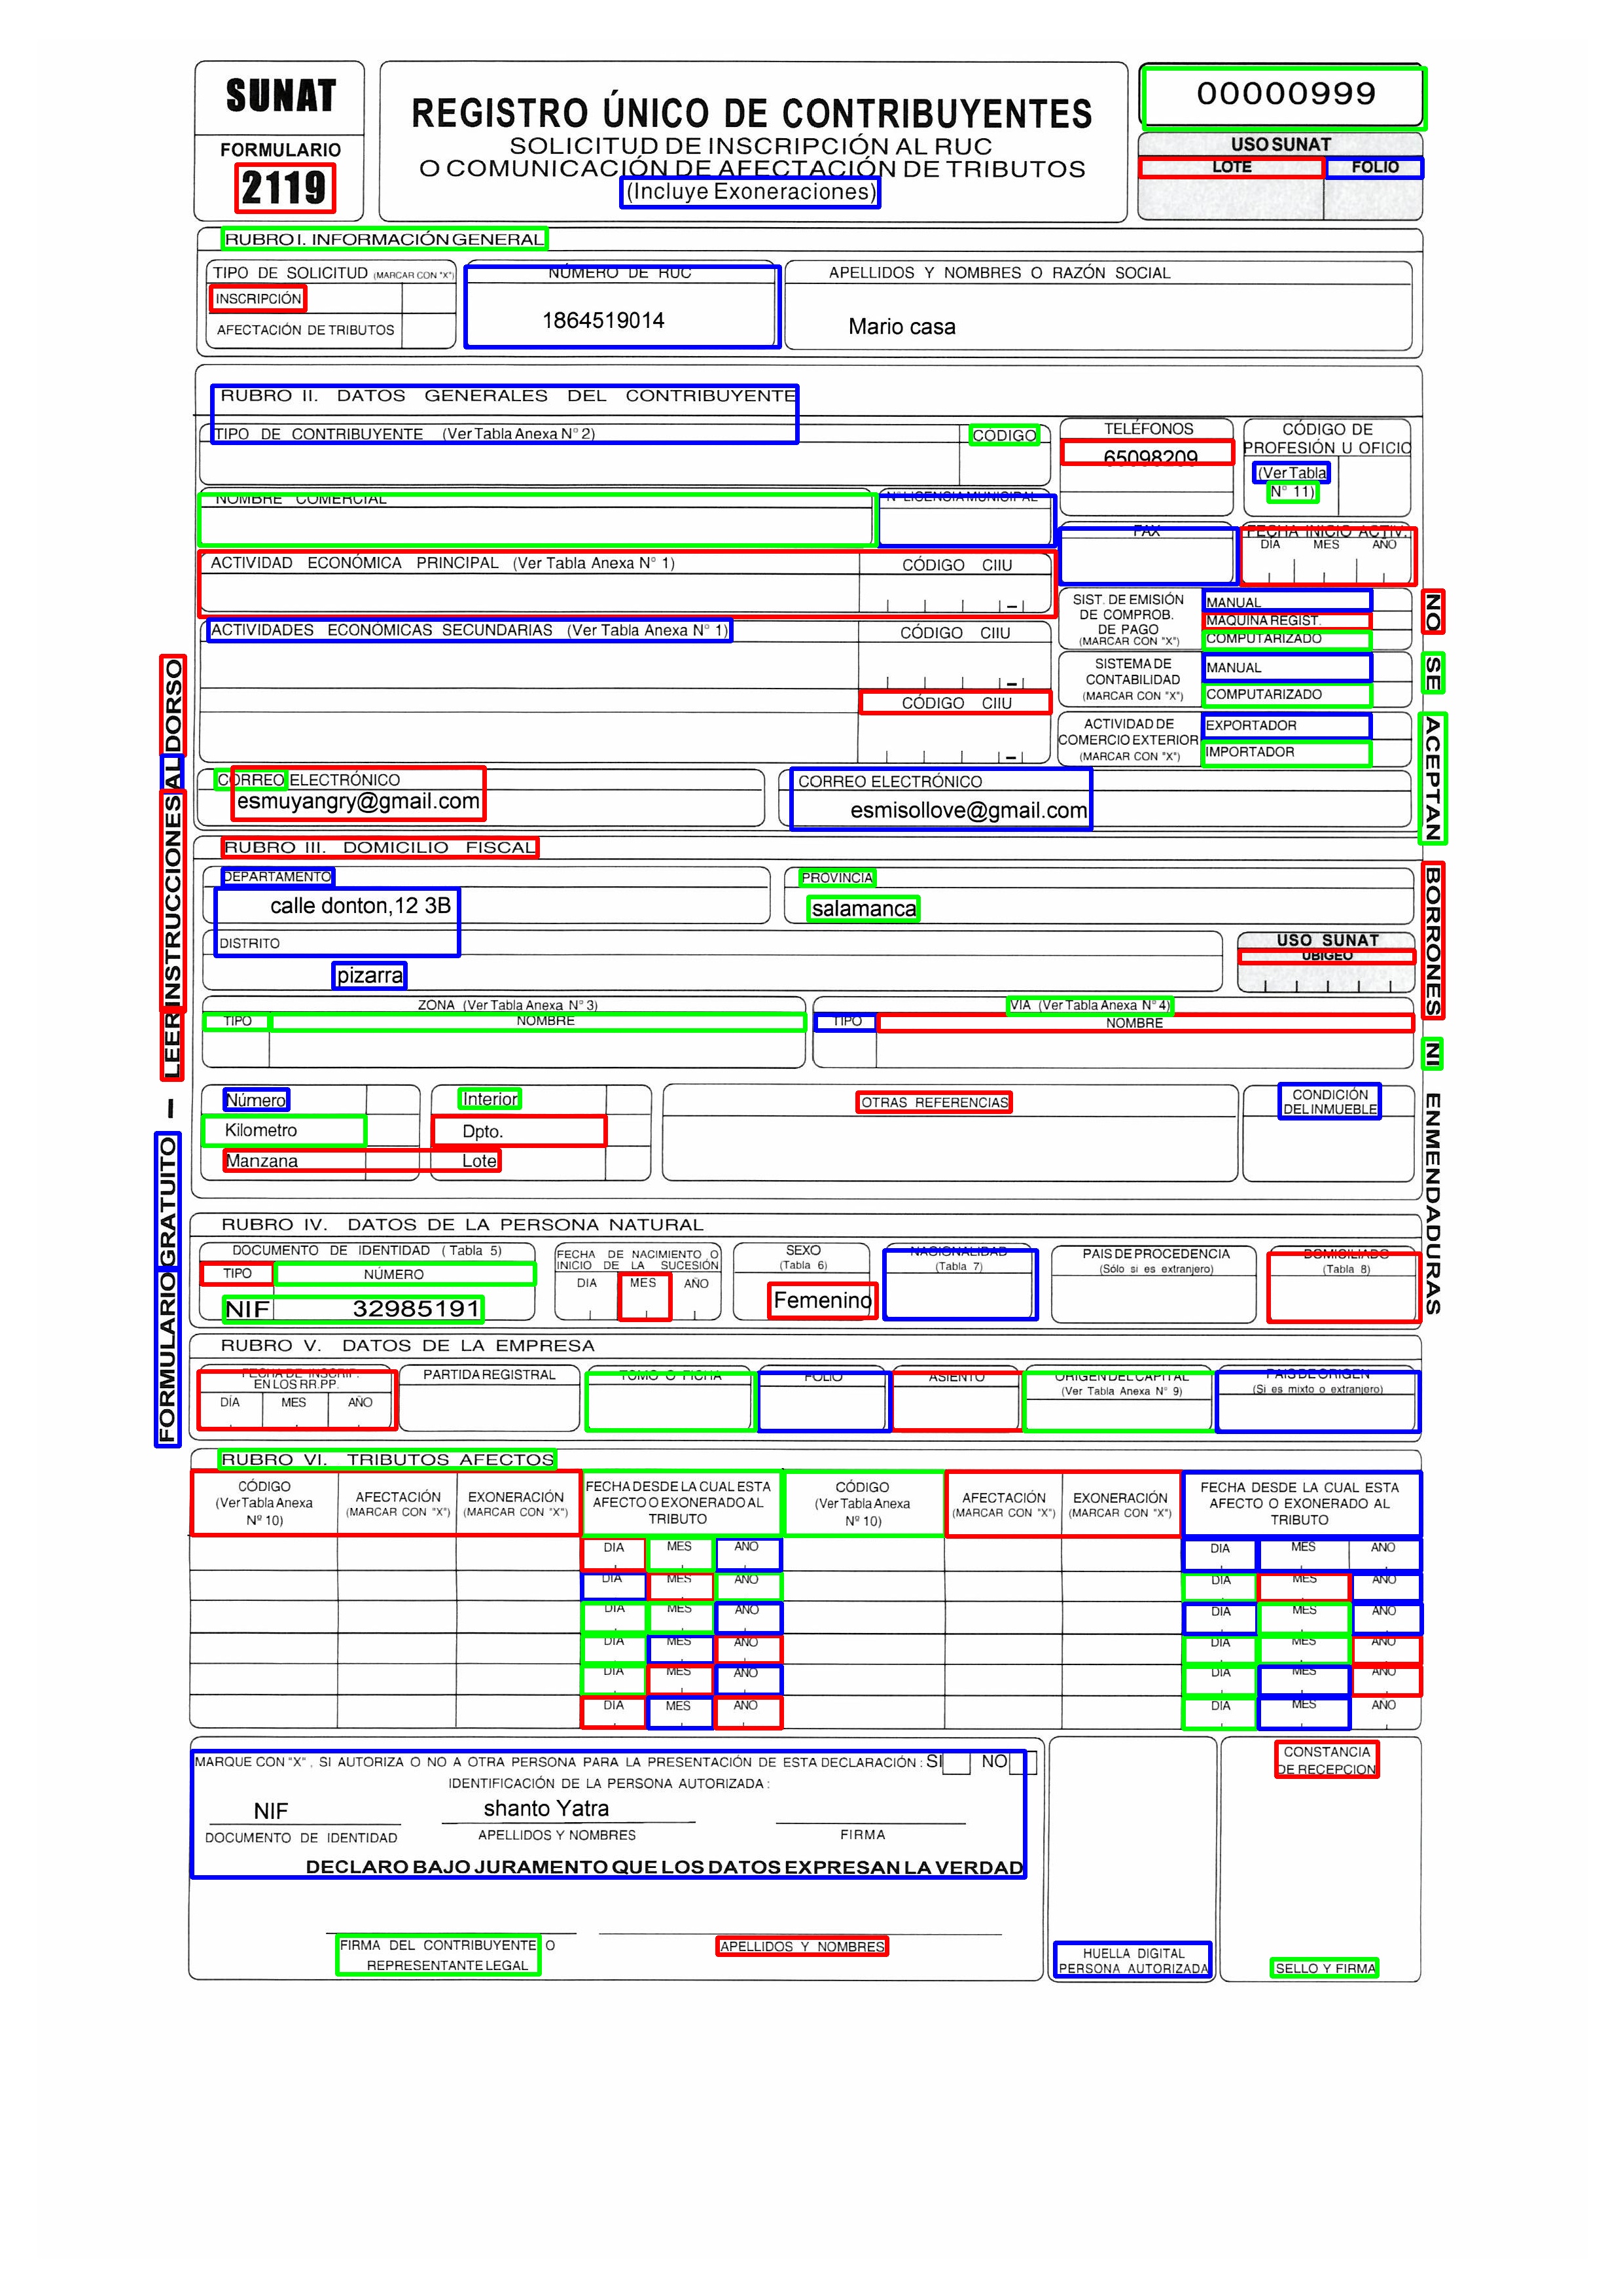 SUNAT
FORMULARIO
2119
REGISTRO ÚNICO DE CONTRIBUYENTES
SOLICITUD DE INSCRIPCIÓN AL RUC
O COMUNICACIÓN DE AFECTACIÓN DE TRIBUTOS
(Incluye Exoneraciones)
00000999
USO SUNAT
LOTE FOLIO
RUBRO I. INFORMACIÓN GENERAL
TIPO DE SOLICITUD (MARCAR CON "X")
INSCRIPCIÓN
AFECTACIÓN DE TRIBUTOS
NÚMERO DE RUC
1864519014
APELLIDOS Y NOMBRES O RAZÓN SOCIAL
Mario casa
RUBRO II. DATOS GENERALES DEL CONTRIBUYENTE
TIPO DE CONTRIBUYENTE (Ver Tabla Anexa N° 2) CODIGO
TELÉFONOS
65098209
CÓDIGO DE
PROFESIÓN U OFICIO
(Ver Tabla
N° 11)
NOMBRE COMERCIAL N° LICENCIA MUNICIPAL
FAX
FECHA INICIO ACTIV.
DIA MES AÑO
ACTIVIDAD ECONÓMICA PRINCIPAL (Ver Tabla Anexa N° 1) CÓDIGO CIIU
ACTIVIDADES ECONÓMICAS SECUNDARIAS (Ver Tabla Anexa N° 1) CÓDIGO CIIU
CÓDIGO CIIU
SIST. DE EMISIÓN
DE COMPROB.
DE PAGO
(MARCAR CON "X")
MANUAL
MAQUINA REGIST.
COMPUTARIZADO
SISTEMA DE
CONTABILIDAD
(MARCAR CON "X")
MANUAL
COMPUTARIZADO
ACTIVIDAD DE
COMERCIO EXTERIOR
(MARCAR CON "X")
EXPORTADOR
IMPORTADOR
CORREO ELECTRÓNICO
esmuyangry@gmail.com
CORREO ELECTRÓNICO
esmisollove@gmail.com
RUBRO III. DOMICILIO FISCAL
DEPARTAMENTO
calle donton,12 3B
PROVINCIA
salamanca
DISTRITO
pizarra
USO SUNAT
UBIGEO
ZONA (Ver Tabla Anexa N° 3)
TIPO NOMBRE
VIA (Ver Tabla Anexa N° 4)
TIPO NOMBRE
Número Interior
Kilometro Dpto.
Manzana Lote
OTRAS REFERENCIAS
CONDICIÓN
DEL INMUEBLE
RUBRO IV. DATOS DE LA PERSONA NATURAL
DOCUMENTO DE IDENTIDAD ( Tabla 5)
TIPO NÚMERO
NIF 32985191
FECHA DE NACIMIENTO O
INICIO DE LA SUCESIÓN
DIA MES AÑO
SEXO
(Tabla 6)
Femenino
NACIONALIDAD
(Tabla 7)
PAIS DE PROCEDENCIA
(Sólo si es extranjero)
DOMICILIADO
(Tabla 8)
RUBRO V. DATOS DE LA EMPRESA
FECHA DE INSCRIP.
EN LOS RR.PP.
DÍA MES AÑO
PARTIDA REGISTRAL
TOMO O FICHA
FOLIO
ASIENTO
ORIGEN DEL CAPITAL
(Ver Tabla Anexa N° 9)
PAIS DE ORIGEN
(Si es mixto o extranjero)
RUBRO VI. TRIBUTOS AFECTOS
CÓDIGO
(Ver Tabla Anexa
Nº 10)
AFECTACIÓN
(MARCAR CON "X")
EXONERACIÓN
(MARCAR CON "X")
FECHA DESDE LA CUAL ESTA
AFECTO O EXONERADO AL
TRIBUTO
CÓDIGO
(Ver Tabla Anexa
Nº 10)
AFECTACIÓN
(MARCAR CON "X")
EXONERACIÓN
(MARCAR CON "X")
FECHA DESDE LA CUAL ESTA
AFECTO O EXONERADO AL
TRIBUTO
DIA MES AÑO DIA MES AÑO
DIA MES AÑO DIA MES AÑO
DIA MES AÑO DIA MES AÑO
DIA MES AÑO DIA MES AÑO
DIA MES AÑO DIA MES AÑO
DIA MES AÑO DIA MES AÑO
MARQUE CON "X". SI AUTORIZA O NO A OTRA PERSONA PARA LA PRESENTACIÓN DE ESTA DECLARACIÓN : SI NO
IDENTIFICACIÓN DE LA PERSONA AUTORIZADA :
NIF shanto Yatra
DOCUMENTO DE IDENTIDAD APELLIDOS Y NOMBRES FIRMA
DECLARO BAJO JURAMENTO QUE LOS DATOS EXPRESAN LA VERDAD
FIRMA DEL CONTRIBUYENTE O
REPRESENTANTE LEGAL
APELLIDOS Y NOMBRES
HUELLA DIGITAL
PERSONA AUTORIZADA
CONSTANCIA
DE RECEPCION
SELLO Y FIRMA
FORMULARIO GRATUITO – LEER INSTRUCCIONES AL DORSO
NO SE ACEPTAN BORRONES NI ENMENDADURAS